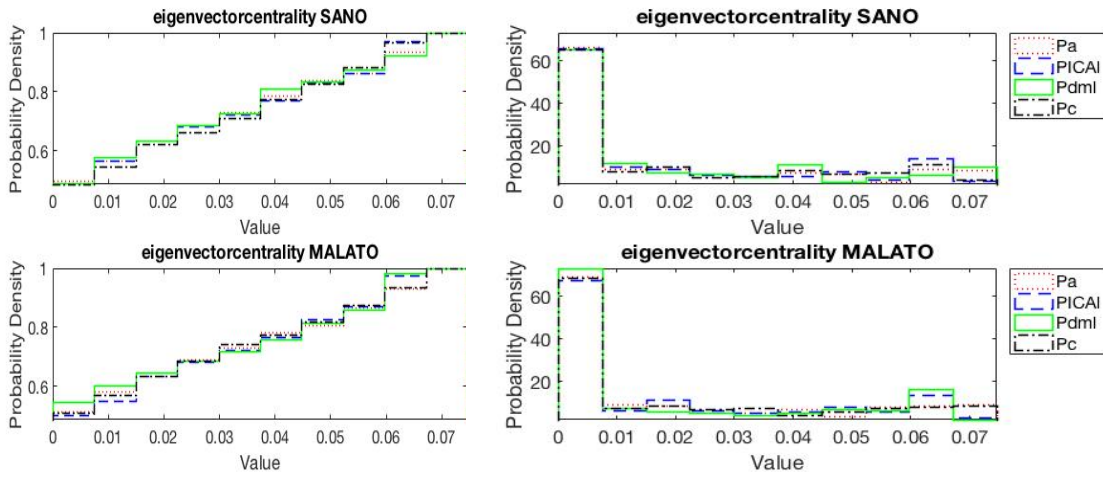 eigenvectorcentrality SANO
Probability Density
1
0.8
0.6
0 0.01 0.02 0.03 0.04 0.05 0.06 0.07
Value
eigenvectorcentrality SANO
Probability Density
60
40
20
0 0.01 0.02 0.03 0.04 0.05 0.06 0.07
Value
Pa
PICAI
Pdml
Pc
eigenvectorcentrality MALATO
Probability Density
1
0.8
0.6
0 0.01 0.02 0.03 0.04 0.05 0.06 0.07
Value
eigenvectorcentrality MALATO
Probability Density
60
40
20
0 0.01 0.02 0.03 0.04 0.05 0.06 0.07
Value
Pa
PICAI
Pdml
Pc